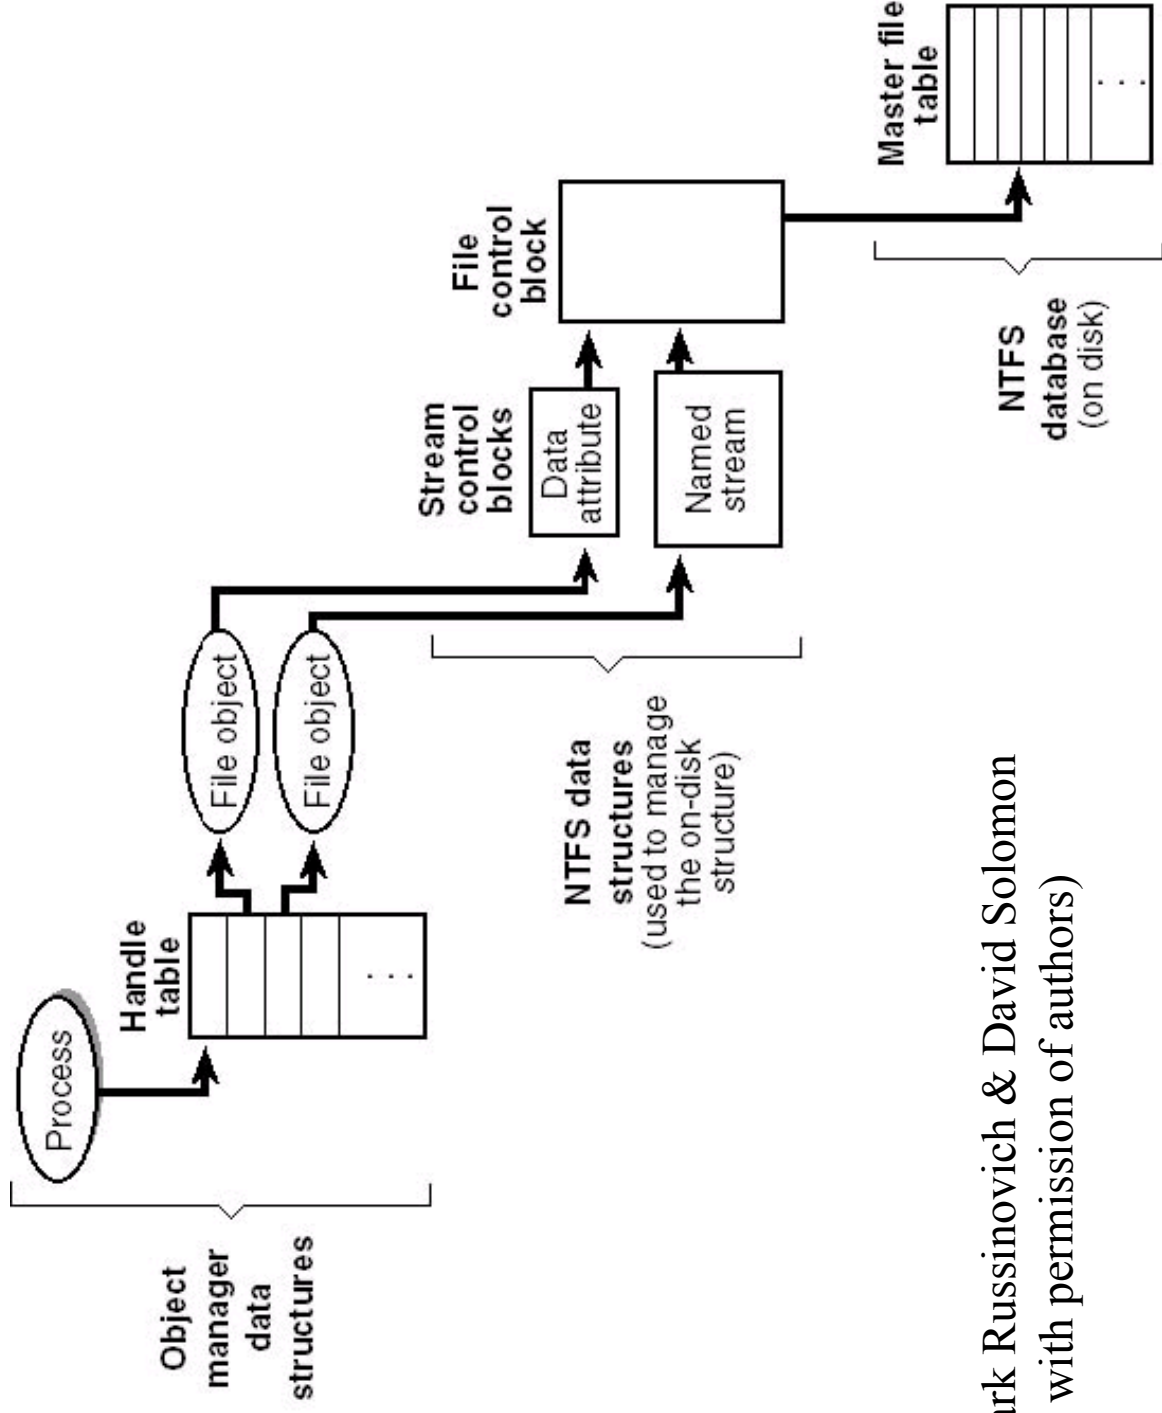 Object
manager
data
structures
Process
Handle
table
. . .
File object
File object
NTFS data
structures
(used to manage
the on-disk
structure)
Stream
control
blocks
Data
attribute
Named
stream
File
control
block
NTFS
database
(on disk)
Master file
table
. . .
Russinovich & David Solomon
with permission of authors)